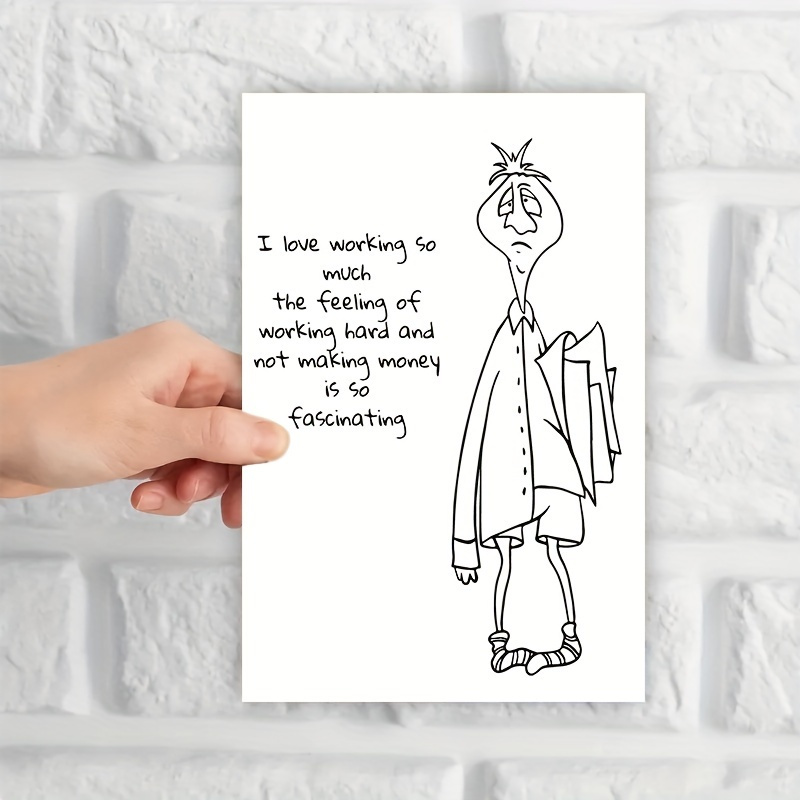 I love working so
much
the feeling of
working hard and
not making money
is so
fascinating